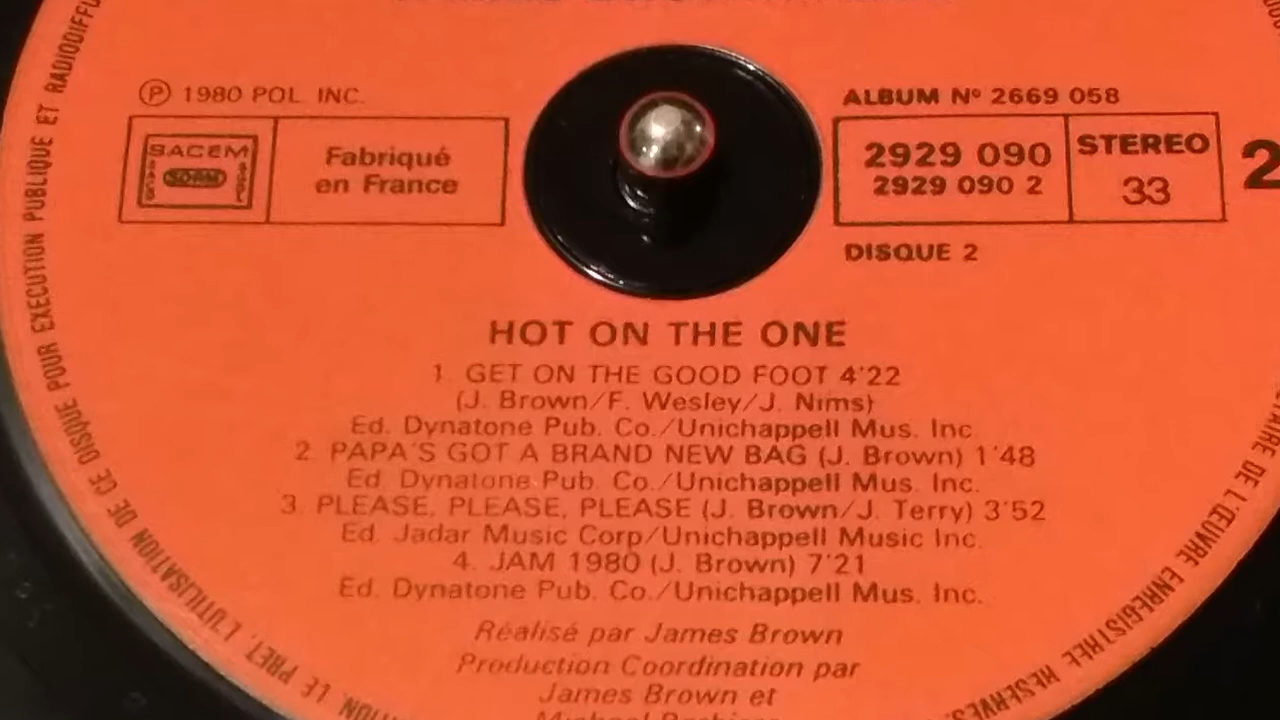 Ⓟ 1980 POL INC.
SACEM
Fabriqué
en France
ALBUM Nº 2669 058
2929 090
2929 090 2
STEREO
33
2
DISQUE 2
HOT ON THE ONE
1. GET ON THE GOOD FOOT 4'22
(J. Brown/F. Wesley/J. Nims)
Ed. Dynatone Pub. Co./Unichappell Mus. Inc.
2. PAPA'S GOT A BRAND NEW BAG (J. Brown) 1'48
Ed. Dynatone Pub. Co./Unichappell Mus. Inc.
3. PLEASE, PLEASE, PLEASE (J. Brown/J. Terry) 3'52
Ed. Jadar Music Corp/Unichappell Music Inc.
4. JAM 1980 (J. Brown) 7'21
Ed. Dynatone Pub. Co./Unichappell Mus. Inc.
Réalisé par James Brown
Production Coordination par
James Brown et
LE PRET, L'UTILISATION DE CE DISQUE POUR EXECUTION PUBLIQUE ET
DE L'ŒUVRE ENREGISTREE RESERVES.